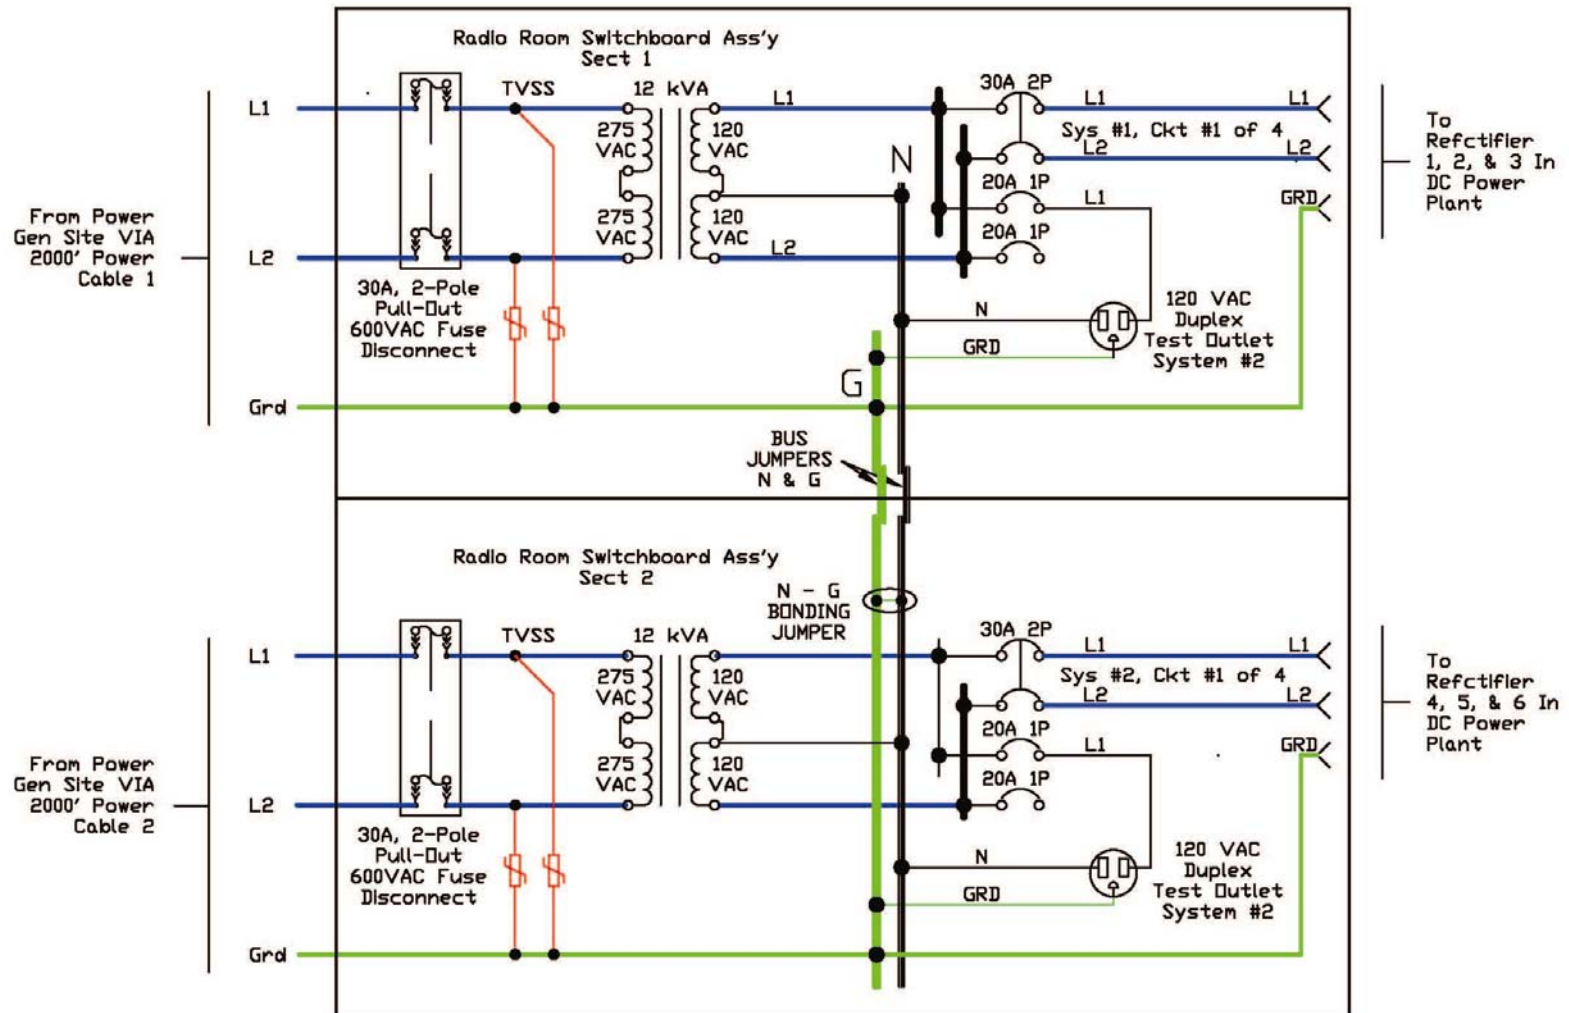 Radio Room Switchboard Ass'y
Sect 1
From Power
Gen Site VIA
2000' Power
Cable 1
L1
L2
Grd
30A, 2-Pole
Pull-Out
600VAC Fuse
Disconnect
TVSS
12 kVA
275
VAC
275
VAC
120
VAC
120
VAC
L1
L2
N
G
30A 2P
L1
L1
Sys #1, Ckt #1 of 4
L2
L2
20A 1P
L1
GRD
20A 1P
N
GRD
120 VAC
Duplex
Test Outlet
System #2
To
Refctifier
1, 2, & 3 In
DC Power
Plant
BUS
JUMPERS
N & G
Radio Room Switchboard Ass'y
Sect 2
N - G
BONDING
JUMPER
From Power
Gen Site VIA
2000' Power
Cable 2
L1
L2
Grd
30A, 2-Pole
Pull-Out
600VAC Fuse
Disconnect
TVSS
12 kVA
275
VAC
275
VAC
120
VAC
120
VAC
30A 2P
L1
L1
Sys #2, Ckt #1 of 4
L2
L2
20A 1P
L1
GRD
20A 1P
N
GRD
120 VAC
Duplex
Test Outlet
System #2
To
Refctifier
4, 5, & 6 In
DC Power
Plant